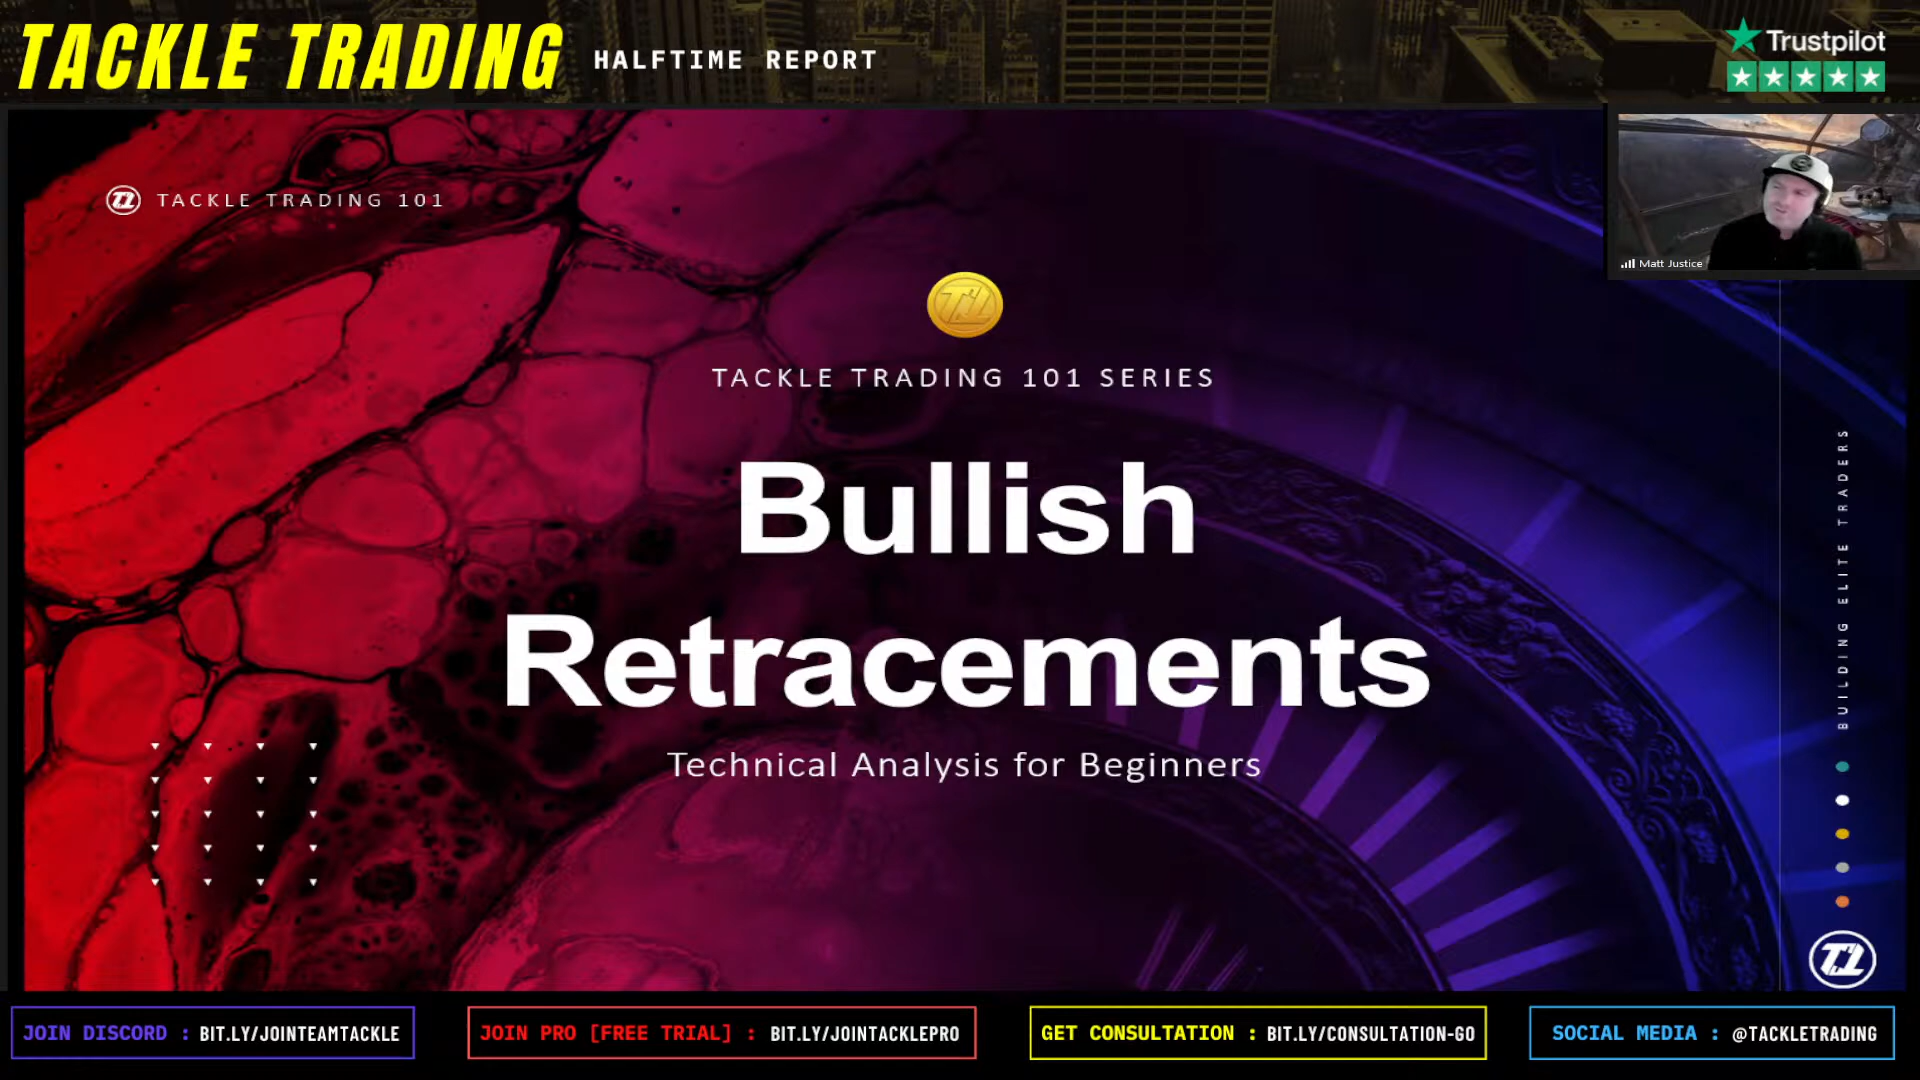 TACKLE TRADING HALFTIME REPORT
Trustpilot
TACKLE TRADING 101
Matt Justice
TACKLE TRADING 101 SERIES
Bullish
Retracements
Technical Analysis for Beginners
BUILDING ELITE TRADERS
JOIN DISCORD : BIT.LY/JOINTEAMTACKLE
JOIN PRO [FREE TRIAL] : BIT.LY/JOINTACKLEPRO
GET CONSULTATION : BIT.LY/CONSULTATION-GO
SOCIAL MEDIA : @TACKLETRADING